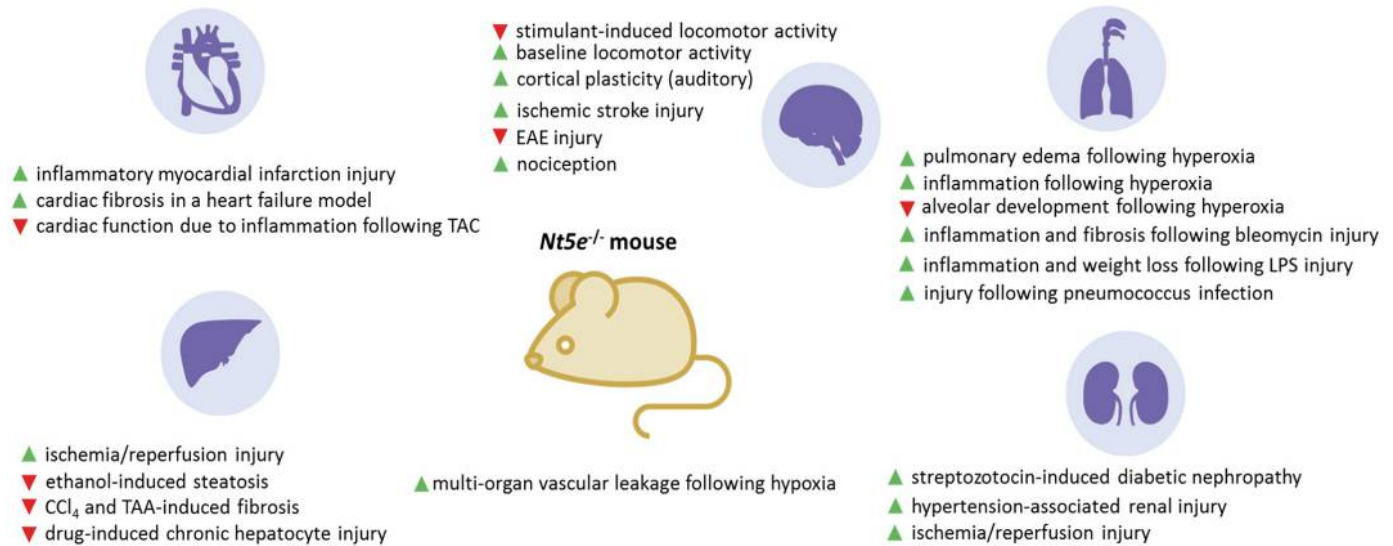 ▲ inflammatory myocardial infarction injury
▲ cardiac fibrosis in a heart failure model
▼ cardiac function due to inflammation following TAC
▼ stimulant-induced locomotor activity
▲ baseline locomotor activity
▲ cortical plasticity (auditory)
▲ ischemic stroke injury
▼ EAE injury
▲ nociception
▲ pulmonary edema following hyperoxia
▲ inflammation following hyperoxia
▼ alveolar development following hyperoxia
▲ inflammation and fibrosis following bleomycin injury
▲ inflammation and weight loss following LPS injury
▲ injury following pneumococcus infection
Nt5e⁻/⁻ mouse
▲ ischemia/reperfusion injury
▼ ethanol-induced steatosis
▼ CCl₄ and TAA-induced fibrosis
▼ drug-induced chronic hepatocyte injury
▲ multi-organ vascular leakage following hypoxia
▲ streptozotocin-induced diabetic nephropathy
▲ hypertension-associated renal injury
▲ ischemia/reperfusion injury